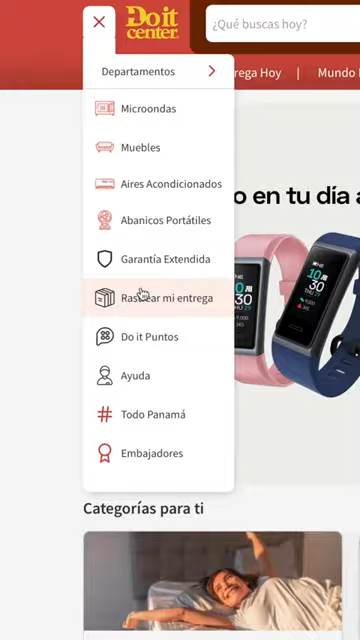 Do it
center.
¿Qué buscas hoy?
Departamentos
rega Hoy | Mundo
Microondas
Muebles
Aires Acondicionados
o en tu día a
Abanicos Portátiles
Garantía Extendida
Rastrear mi entrega
Do it Puntos
Ayuda
# Todo Panamá
Embajadores
Categorías para ti